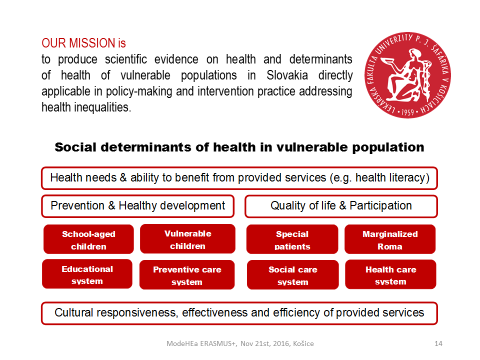 OUR MISSION is
to produce scientific evidence on health and determinants
of health of vulnerable populations in Slovakia directly
applicable in policy-making and intervention practice addressing
health inequalities.
LEKÁRSKA FAKULTA UNIVERZITY P. J. ŠAFÁRIKA V KOŠICIACH
• 1959 •
Social determinants of health in vulnerable population
Health needs & ability to benefit from provided services (e.g. health literacy)
Prevention & Healthy development
Quality of life & Participation
School-aged
children
Vulnerable
children
Special
patients
Marginalized
Roma
Educational
system
Preventive care
system
Social care
system
Health care
system
Cultural responsiveness, effectiveness and efficiency of provided services
ModeHEa ERASMUS+, Nov 21st, 2016, Košice
14